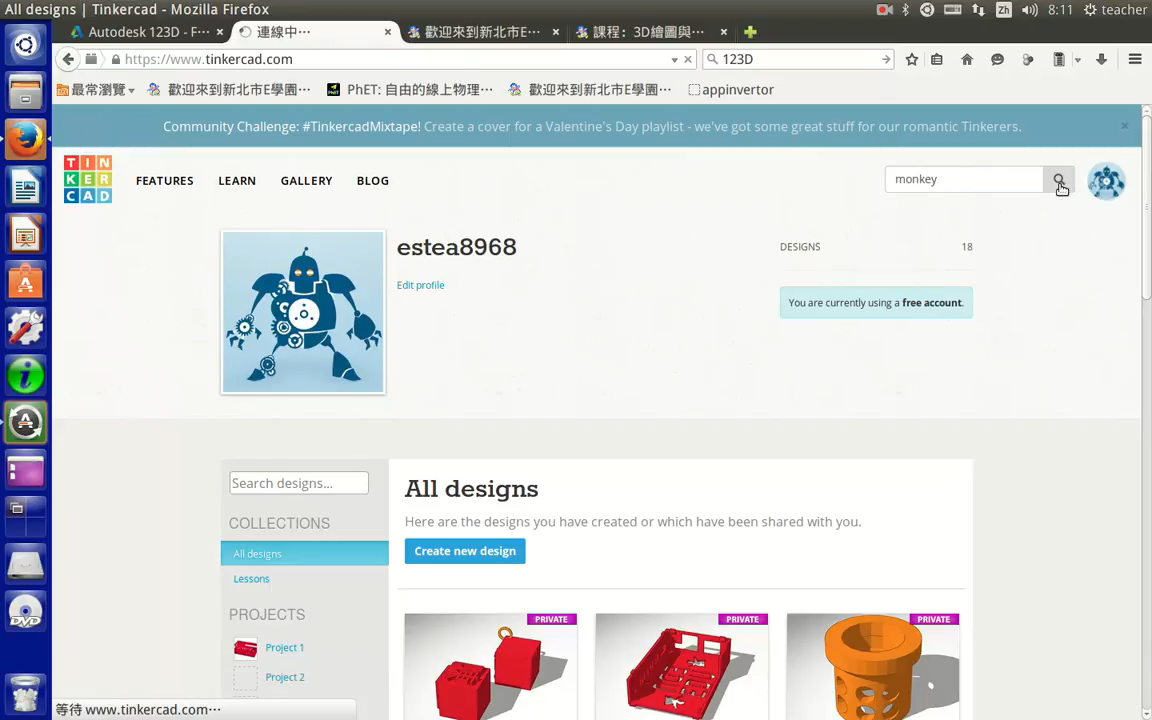 All designs | Tinkercad - Mozilla Firefox
Zh 8:11 teacher
Autodesk 123D - F··· × 連線中··· × 歡迎來到新北市E··· × 課程：3D繪圖與··· ×
https://www.tinkercad.com 123D
最常瀏覽 歡迎來到新北市E學園··· PhET: 自由的線上物理··· 歡迎來到新北市E學園··· appinvertor
Community Challenge: #TinkercadMixtape! Create a cover for a Valentine's Day playlist - we've got some great stuff for our romantic Tinkerers. ×
TINKERCAD FEATURES LEARN GALLERY BLOG monkey
estea8968
DESIGNS 18
Edit profile
You are currently using a free account.
Search designs...
All designs
COLLECTIONS
Here are the designs you have created or which have been shared with you.
All designs
Create new design
Lessons
PROJECTS
PRIVATE PRIVATE PRIVATE
Project 1
Project 2
等待 www.tinkercad.com···
DVD